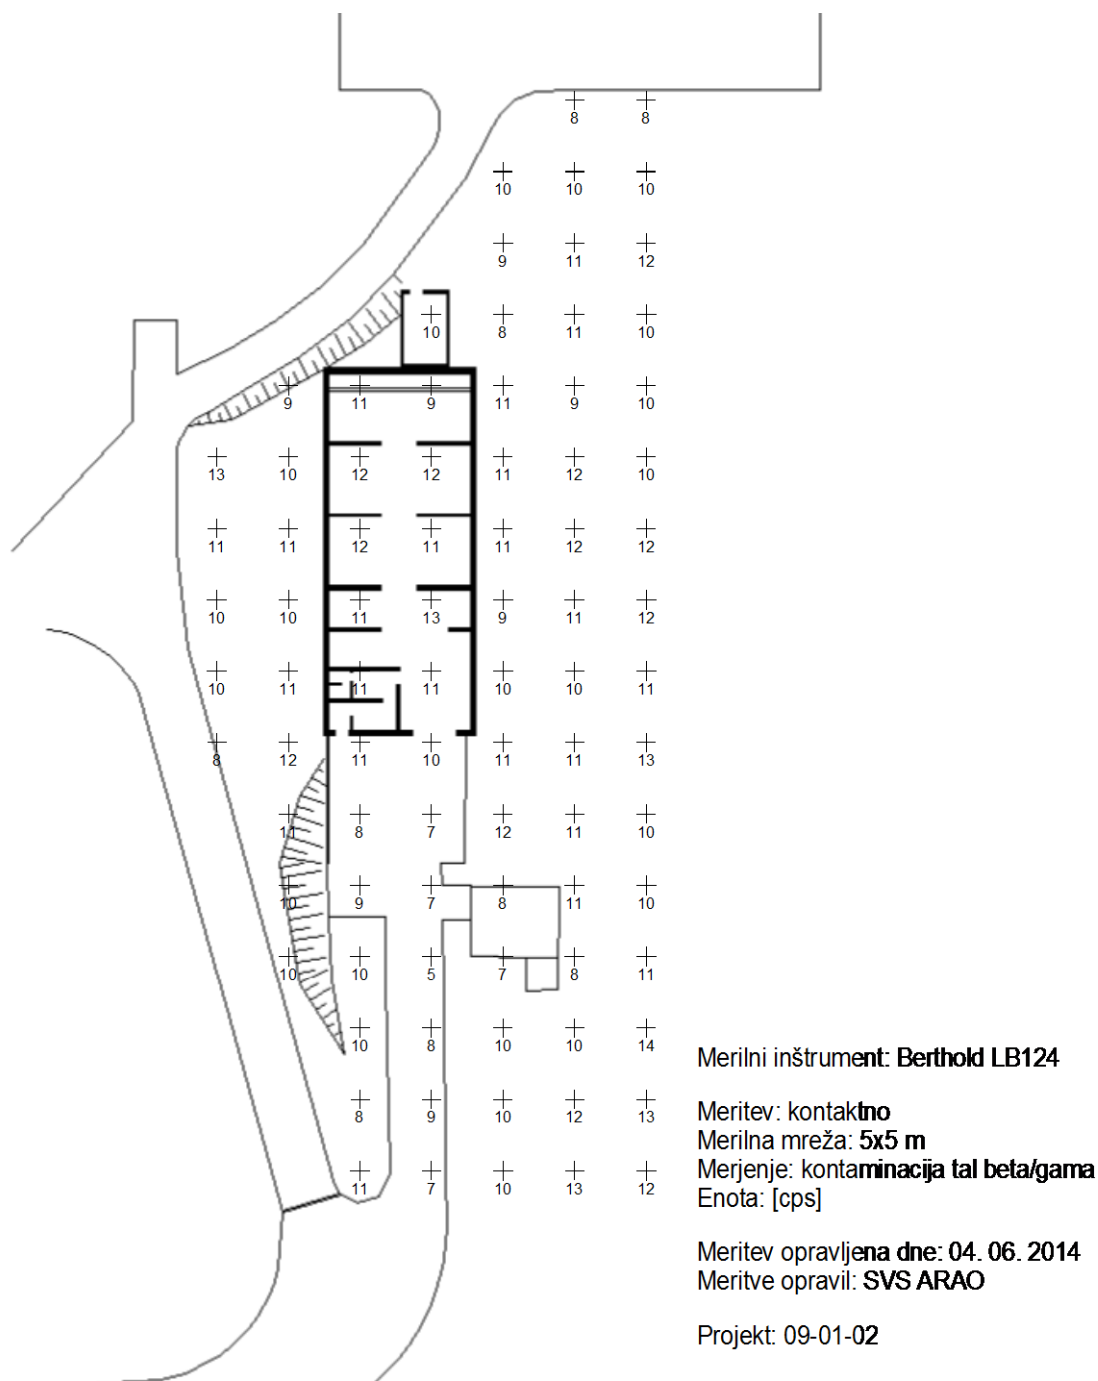 8 8
10 10 10
9 11 12
10 8 11 10
9 11 9 11 9 10
13 10 12 12 11 12 10
11 11 12 11 11 12 12
10 10 11 13 9 11 12
10 11 11 11 10 10 11
8 12 11 10 11 11 13
11 8 7 12 11 10
10 9 7 8 11 10
10 10 5 7 8 11
10 8 10 10 14
8 9 10 12 13
11 7 10 13 12
Merilni inštrument: Berthold LB124
Meritev: kontaktno
Merilna mreža: 5x5 m
Merjenje: kontaminacija tal beta/gama
Enota: [cps]
Meritev opravljena dne: 04. 06. 2014
Meritve opravil: SVS ARAO
Projekt: 09-01-02